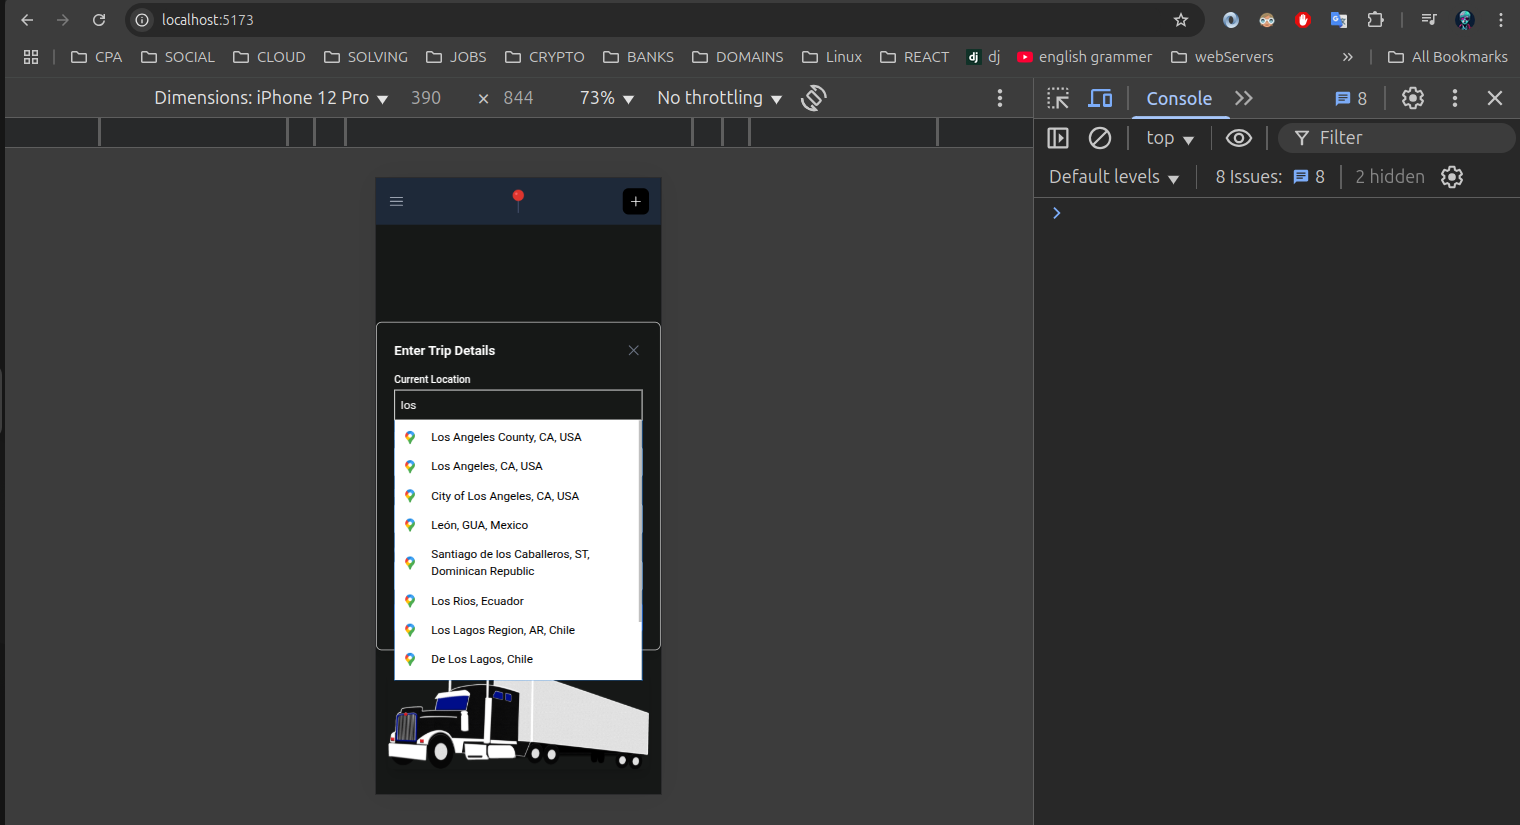 localhost:5173
CPA SOCIAL CLOUD SOLVING JOBS CRYPTO BANKS DOMAINS Linux REACT dj dj english grammer webServers » All Bookmarks
Dimensions: iPhone 12 Pro 390 × 844 73% No throttling
Console 8
top Filter
Default levels 8 Issues: 8 2 hidden
Enter Trip Details
Current Location
los
Los Angeles County, CA, USA
Los Angeles, CA, USA
City of Los Angeles, CA, USA
León, GUA, Mexico
Santiago de los Caballeros, ST,
Dominican Republic
Los Rios, Ecuador
Los Lagos Region, AR, Chile
De Los Lagos, Chile